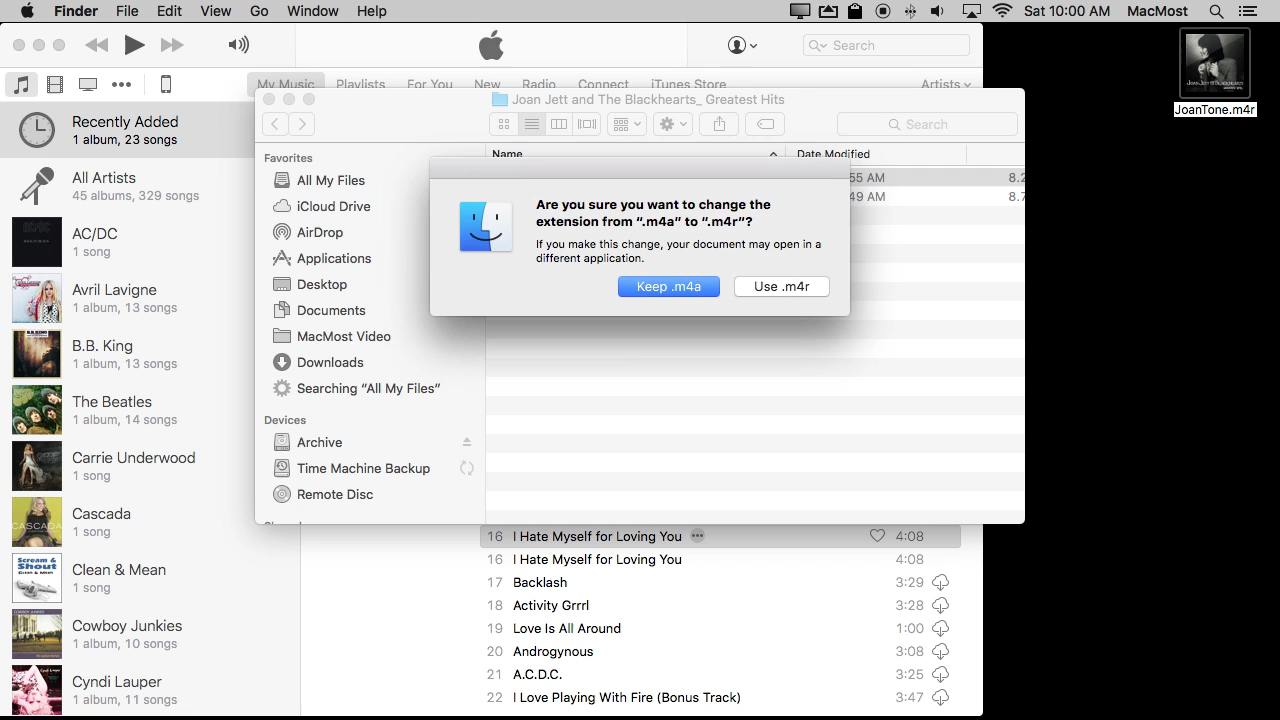 Finder File Edit View Go Window Help Sat 10:00 AM MacMost
Search
JoanTone.m4r
My Music Playlists For You New Radio Connect iTunes Store Artists
Joan Jett and The Blackhearts_ Greatest Hits
Search
Recently Added
1 album, 23 songs
All Artists
45 albums, 329 songs
AC/DC
1 song
Avril Lavigne
1 album, 13 songs
B.B. King
1 album, 13 songs
The Beatles
1 album, 14 songs
Carrie Underwood
1 song
Cascada
1 song
Clean & Mean
1 song
Cowboy Junkies
1 album, 10 songs
Cyndi Lauper
1 album, 11 songs
Favorites
All My Files
iCloud Drive
AirDrop
Applications
Desktop
Documents
MacMost Video
Downloads
Searching “All My Files”
Devices
Archive
Time Machine Backup
Remote Disc
Name Date Modified
55 AM 8.2
49 AM 8.7
Are you sure you want to change the
extension from “.m4a” to “.m4r”?
If you make this change, your document may open in a
different application.
Keep .m4a Use .m4r
16 I Hate Myself for Loving You 4:08
16 I Hate Myself for Loving You 4:08
17 Backlash 3:29
18 Activity Grrrl 3:28
19 Love Is All Around 1:00
20 Androgynous 3:08
21 A.C.D.C. 3:25
22 I Love Playing With Fire (Bonus Track) 3:47